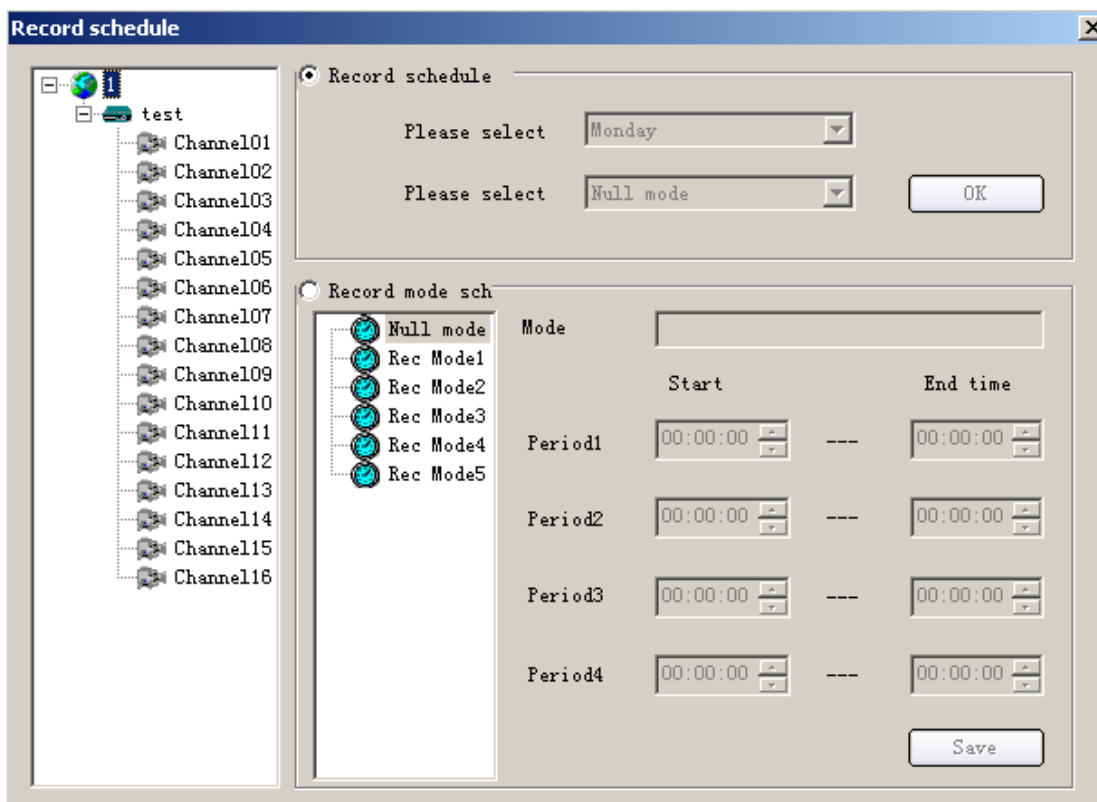 Record schedule
1
test
Channel01
Channel02
Channel03
Channel04
Channel05
Channel06
Channel07
Channel08
Channel09
Channel10
Channel11
Channel12
Channel13
Channel14
Channel15
Channel16
Record schedule
Please select Monday
Please select Null mode OK
Record mode sch
Null mode
Rec Mode1
Rec Mode2
Rec Mode3
Rec Mode4
Rec Mode5
Mode
Start End time
Period1 00:00:00 --- 00:00:00
Period2 00:00:00 --- 00:00:00
Period3 00:00:00 --- 00:00:00
Period4 00:00:00 --- 00:00:00
Save